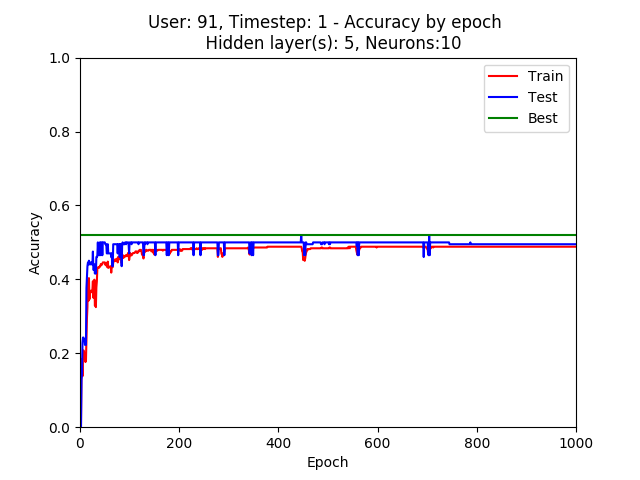 User: 91, Timestep: 1 - Accuracy by epoch
Hidden layer(s): 5, Neurons:10
1.0
0.8
0.6
0.4
0.2
0.0
Accuracy
Train
Test
Best
0
200
400
600
800
1000
Epoch